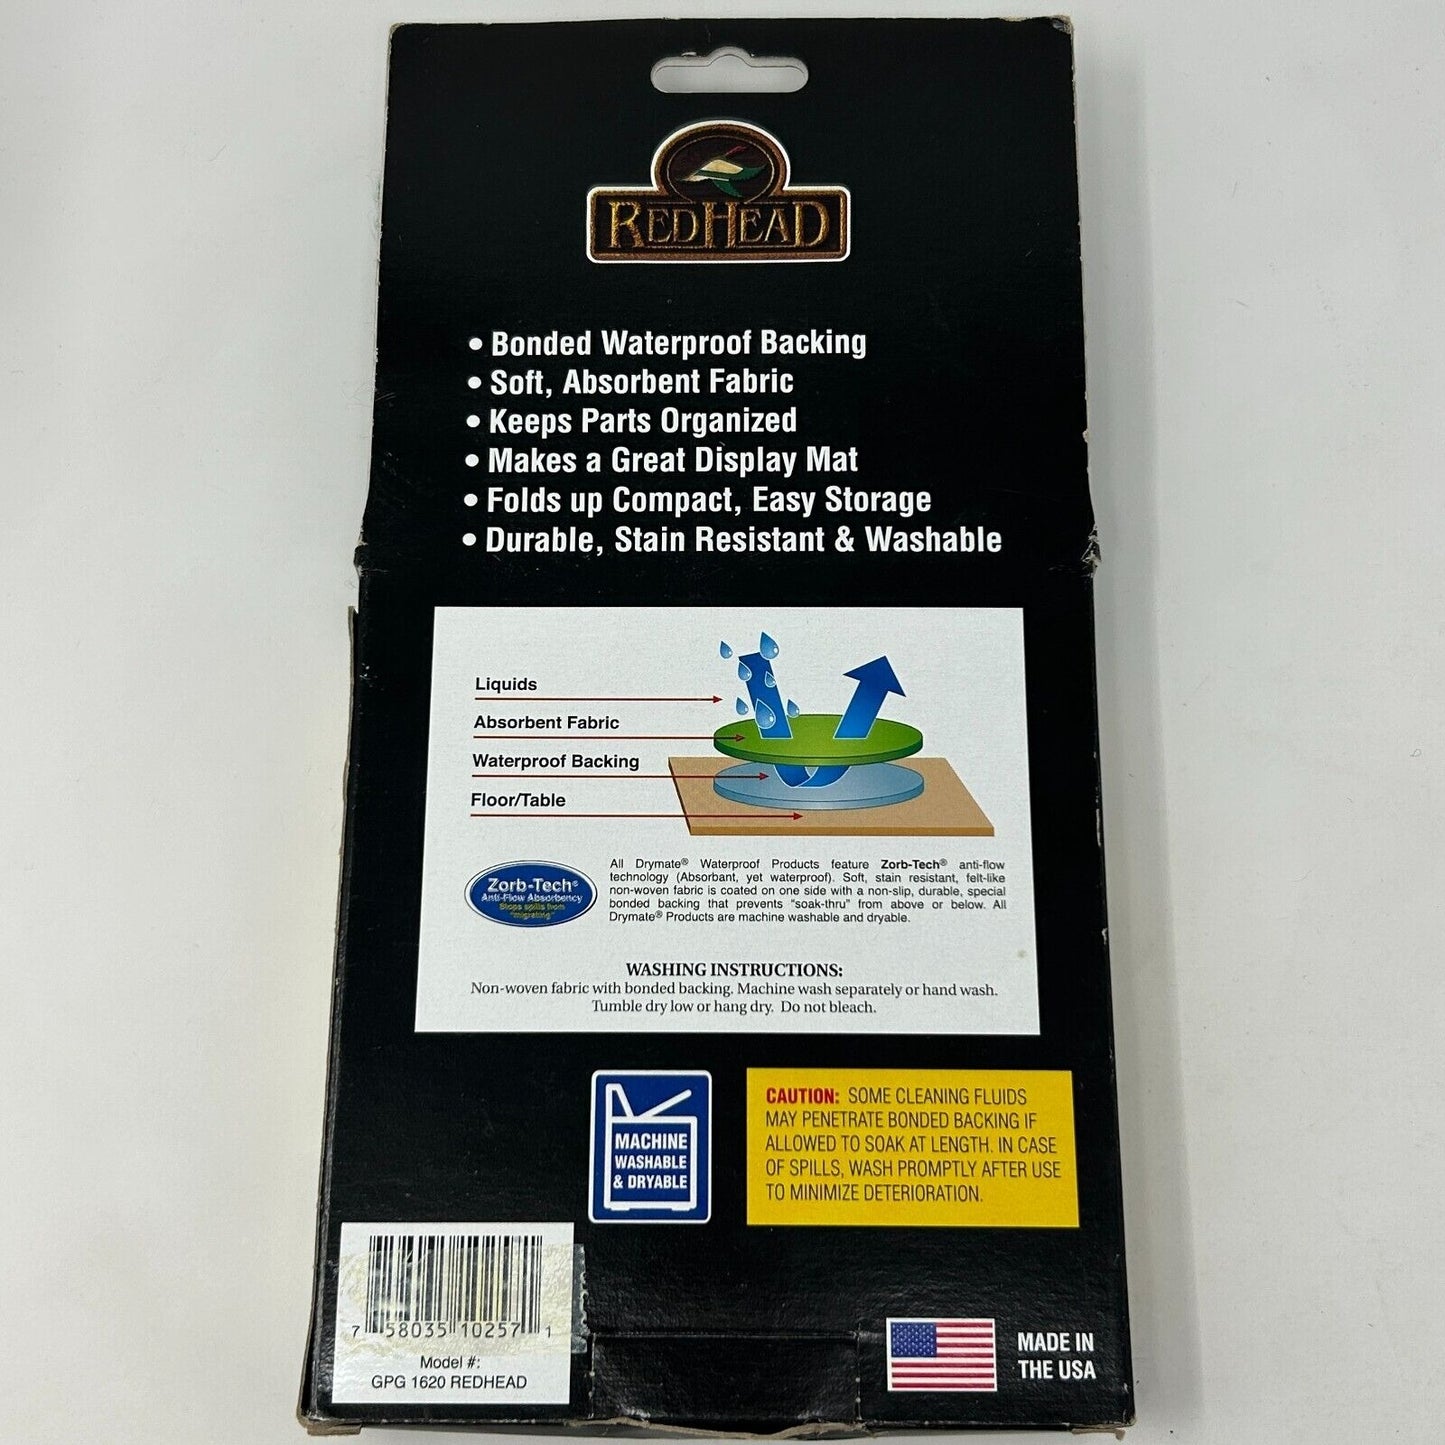 REDHEAD
• Bonded Waterproof Backing
• Soft, Absorbent Fabric
• Keeps Parts Organized
• Makes a Great Display Mat
• Folds up Compact, Easy Storage
• Durable, Stain Resistant & Washable
Liquids
Absorbent Fabric
Waterproof Backing
Floor/Table
Zorb-Tech®
Anti-Flow Absorbency
Stops spills from
"migrating"
All Drymate® Waterproof Products feature Zorb-Tech® anti-flow
technology (Absorbant, yet waterproof). Soft, stain resistant, felt-like
non-woven fabric is coated on one side with a non-slip, durable, special
bonded backing that prevents "soak-thru" from above or below. All
Drymate® Products are machine washable and dryable.
WASHING INSTRUCTIONS:
Non-woven fabric with bonded backing. Machine wash separately or hand wash.
Tumble dry low or hang dry. Do not bleach.
MACHINE
WASHABLE
& DRYABLE
CAUTION: SOME CLEANING FLUIDS
MAY PENETRATE BONDED BACKING IF
ALLOWED TO SOAK AT LENGTH. IN CASE
OF SPILLS, WASH PROMPTLY AFTER USE
TO MINIMIZE DETERIORATION.
7 58035 10257 1
Model #:
GPG 1620 REDHEAD
MADE IN
THE USA